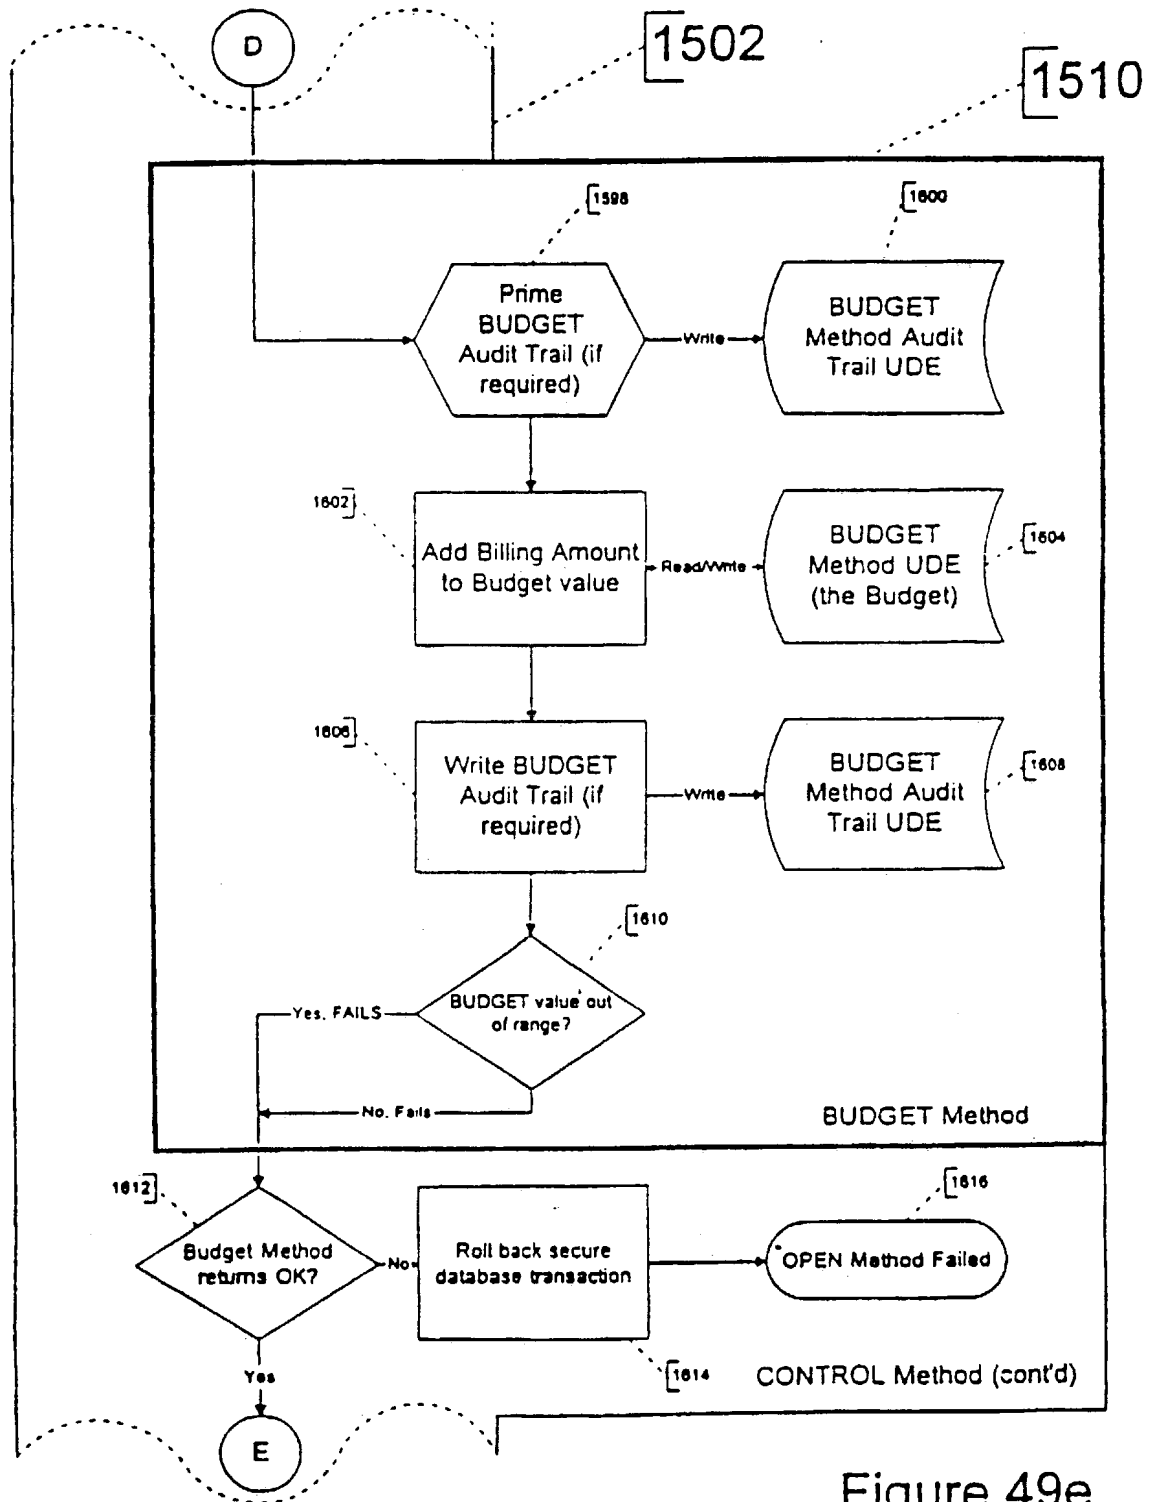 D
1502
1510
1598
1600
Prime
BUDGET
Audit Trail (if
required)
Write
BUDGET
Method Audit
Trail UDE
1602
Add Billing Amount
to Budget value
Read/Write
BUDGET
Method UDE
(the Budget)
1604
1606
Write BUDGET
Audit Trail (if
required)
Write
BUDGET
Method Audit
Trail UDE
1608
1610
BUDGET value out
of range?
Yes, FAILS
No, Fails
BUDGET Method
1612
Budget Method
returns OK?
No
Roll back secure
database transaction
1616
OPEN Method Failed
1614
CONTROL Method (cont'd)
Yes
E
Figure 49e